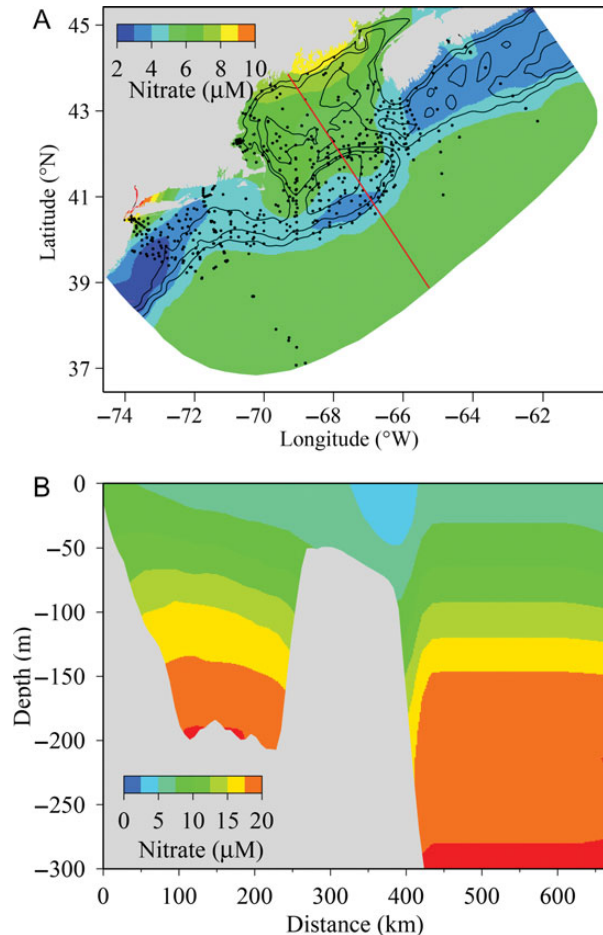 A
45
43
41
39
37
Latitude (°N)
2 4 6 8 10
Nitrate (μM)
−74 −72 −70 −68 −66 −64 −62
Longitude (°W)
B
0
−50
−100
−150
−200
−250
−300
Depth (m)
0 5 10 15 20
Nitrate (μM)
0 100 200 300 400 500 600
Distance (km)